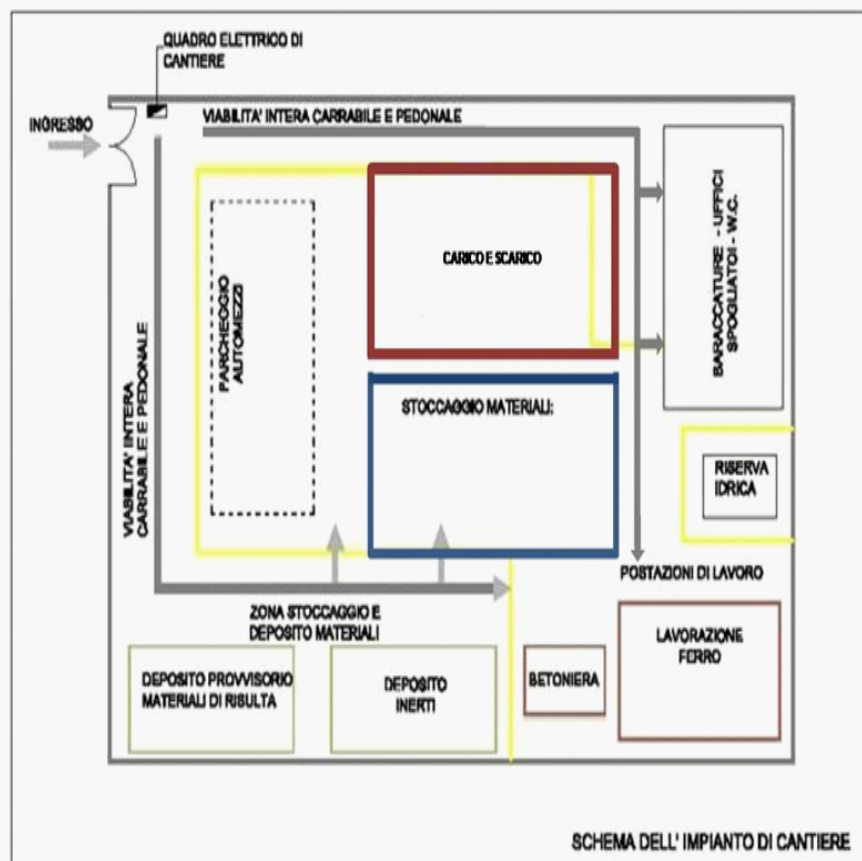 QUADRO ELETTRICO DI
CANTIERE
INGRESSO
VIABILITA' INTERA CARRABILE E PEDONALE
CARICO E SCARICO
BARACCATURE - UFFICI
SPOGLIATOI - W.C.
PARCHEGGIO
AUTOMEZZI
VIABILITA' INTERA
CARRABILE E PEDONALE
STOCCAGGIO MATERIALI:
RISERVA
IDRICA
POSTAZIONI DI LAVORO
ZONA STOCCAGGIO E
DEPOSITO MATERIALI
DEPOSITO PROVVISORIO
MATERIALI DI RISULTA
DEPOSITO
INERTI
BETONIERA
LAVORAZIONE
FERRO
SCHEMA DELL' IMPIANTO DI CANTIERE